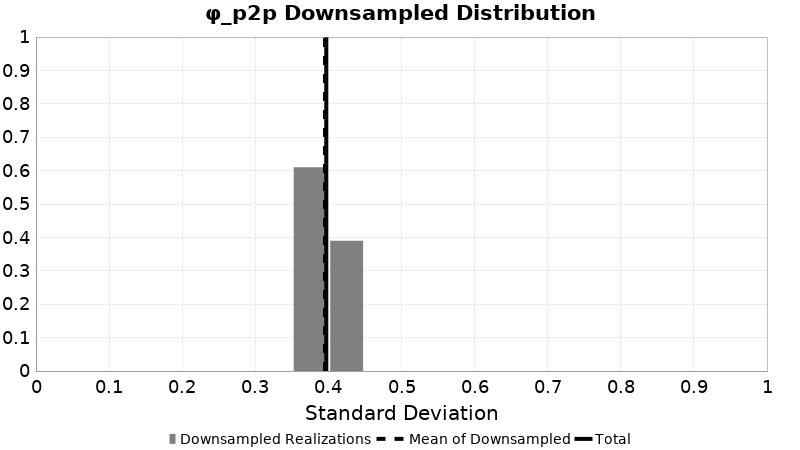 φ_p2p Downsampled Distribution
1
0.9
0.8
0.7
0.6
0.5
0.4
0.3
0.2
0.1
0
0 0.1 0.2 0.3 0.4 0.5 0.6 0.7 0.8 0.9 1
Standard Deviation
Downsampled Realizations Mean of Downsampled Total